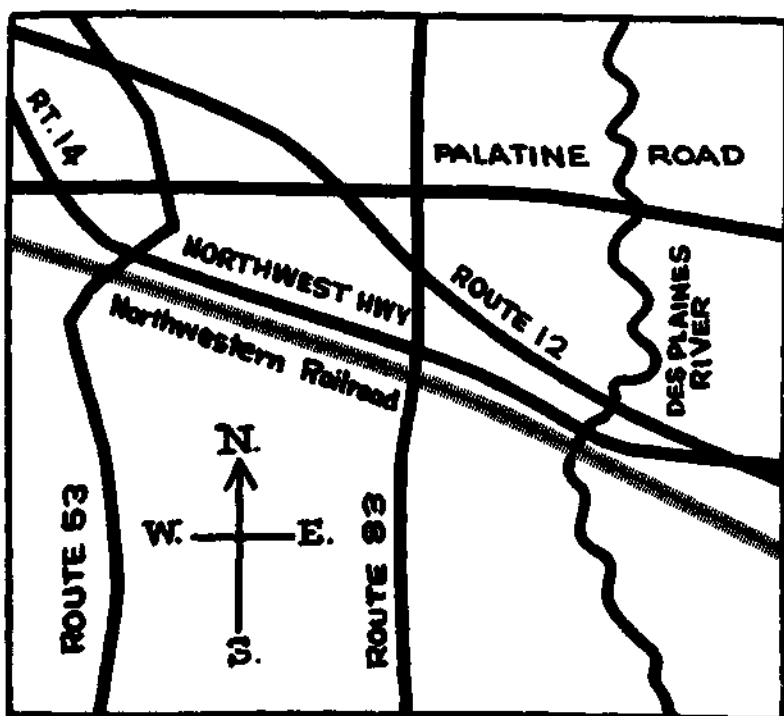 RT. 14
PALATINE ROAD
NORTHWEST HWY
Northwestern Railroad
ROUTE 12
DES PLAINES
RIVER
N.
W. E.
S.
ROUTE 53
ROUTE 83